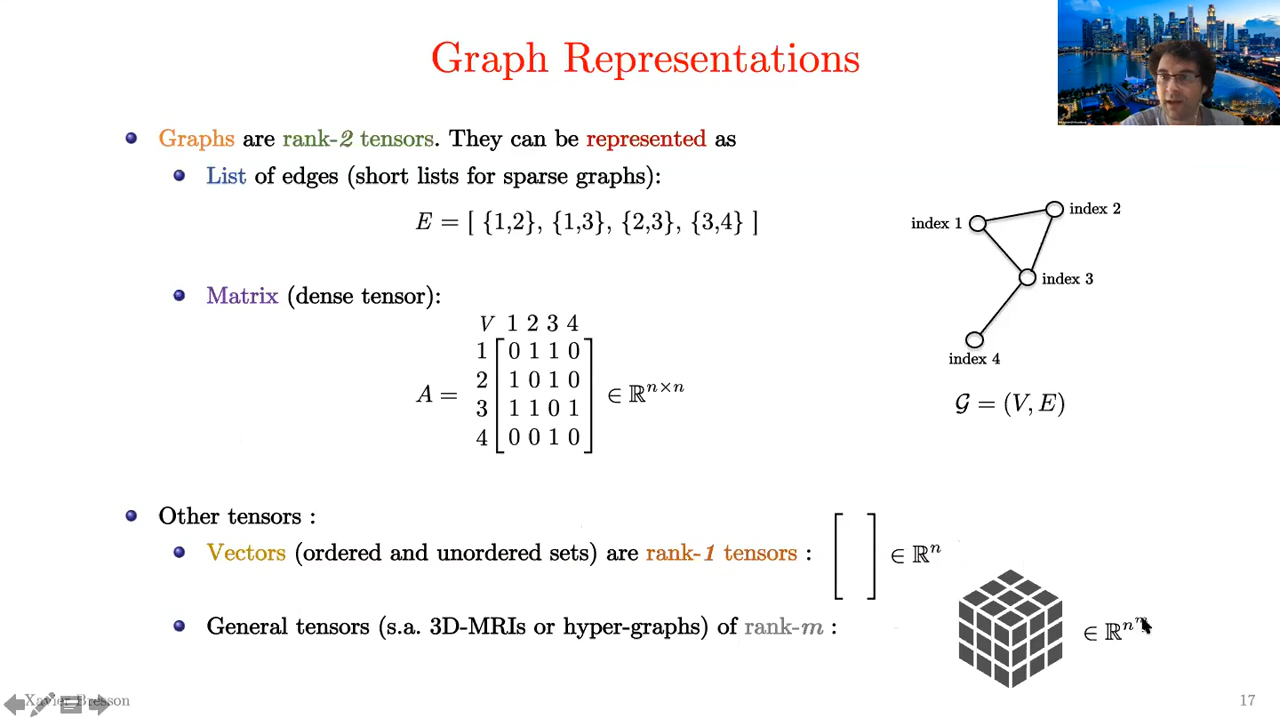 Graph Representations
Graphs are rank-2 tensors. They can be represented as
List of edges (short lists for sparse graphs):
E = [ {1,2}, {1,3}, {2,3}, {3,4} ]
index 1
index 2
index 3
index 4
𝒢 = (V, E)
Matrix (dense tensor):
V 1 2 3 4
1 0 1 1 0
2 1 0 1 0
A = 3 1 1 0 1
4 0 0 1 0
∈ ℝⁿˣⁿ
Other tensors :
Vectors (ordered and unordered sets) are rank-1 tensors : [ ] ∈ ℝⁿ
General tensors (s.a. 3D-MRIs or hyper-graphs) of rank-m :
∈ ℝⁿ
Xavier Bresson
17